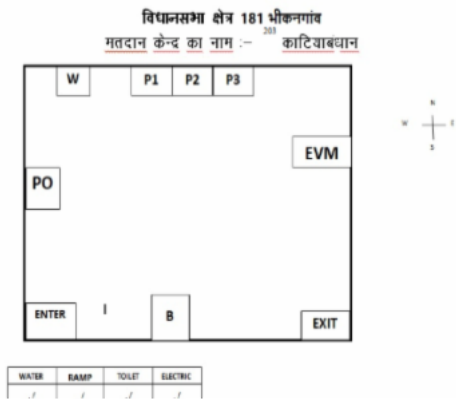 विधानसभा क्षेत्र 181 भीकनगांव
मतदान केन्द्र का नाम :– 203 काटियाबंधान
W P1 P2 P3
N
W E
S
EVM
PO
ENTER I B EXIT
WATER RAMP TOILET ELECTRIC